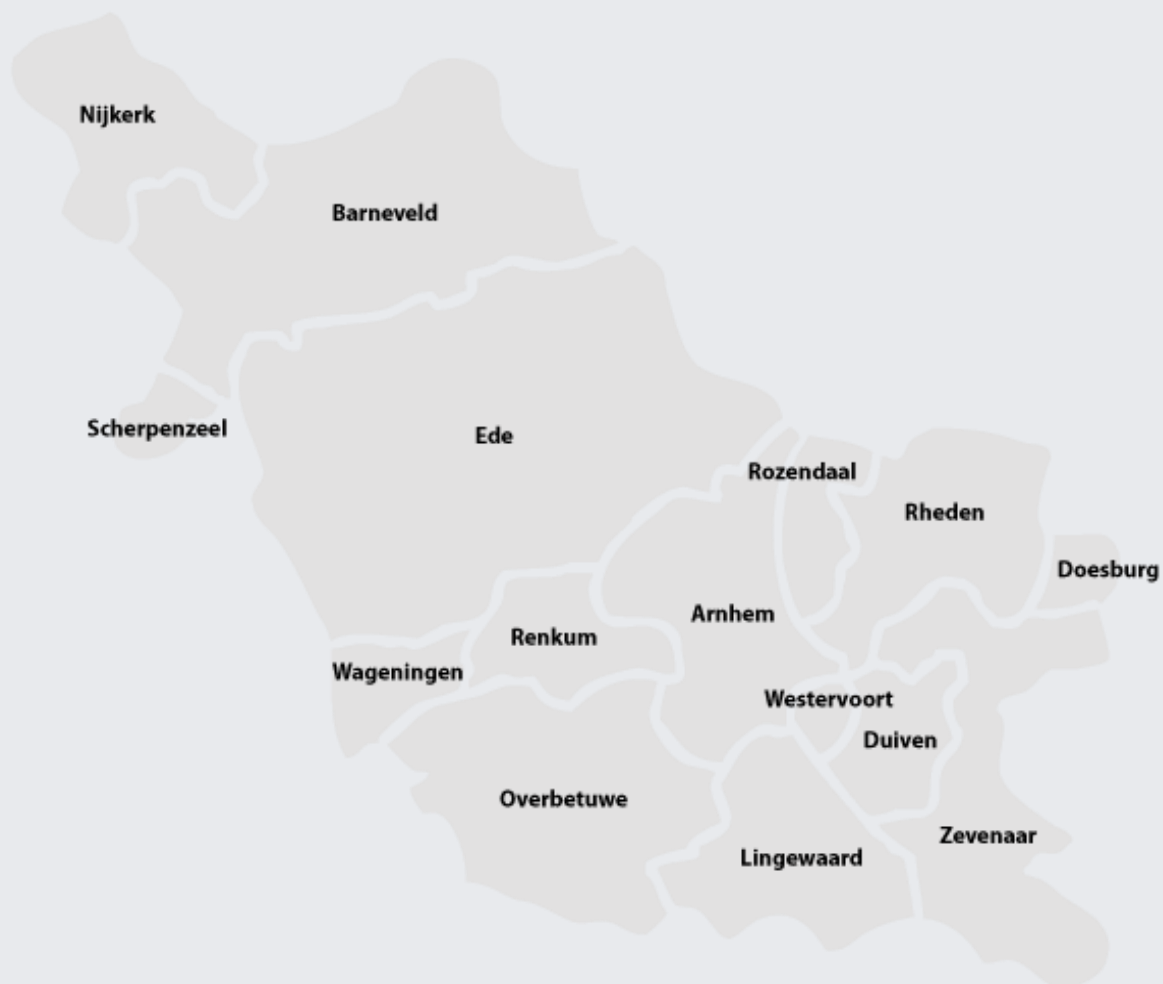 Nijkerk
Barneveld
Scherpenzeel
Ede
Rozendaal
Rheden
Doesburg
Arnhem
Renkum
Wageningen
Westervoort
Duiven
Overbetuwe
Zevenaar
Lingewaard